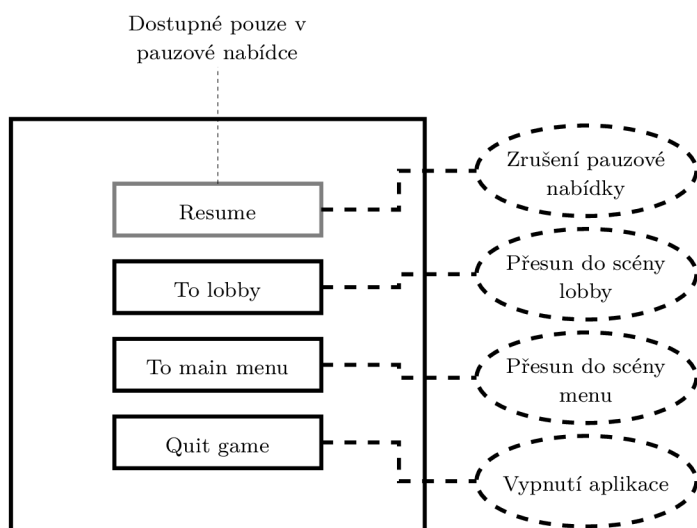 Dostupné pouze v
pauzové nabídce
Resume
Zrušení pauzové
nabídky
To lobby
Přesun do scény
lobby
To main menu
Přesun do scény
menu
Quit game
Vypnutí aplikace